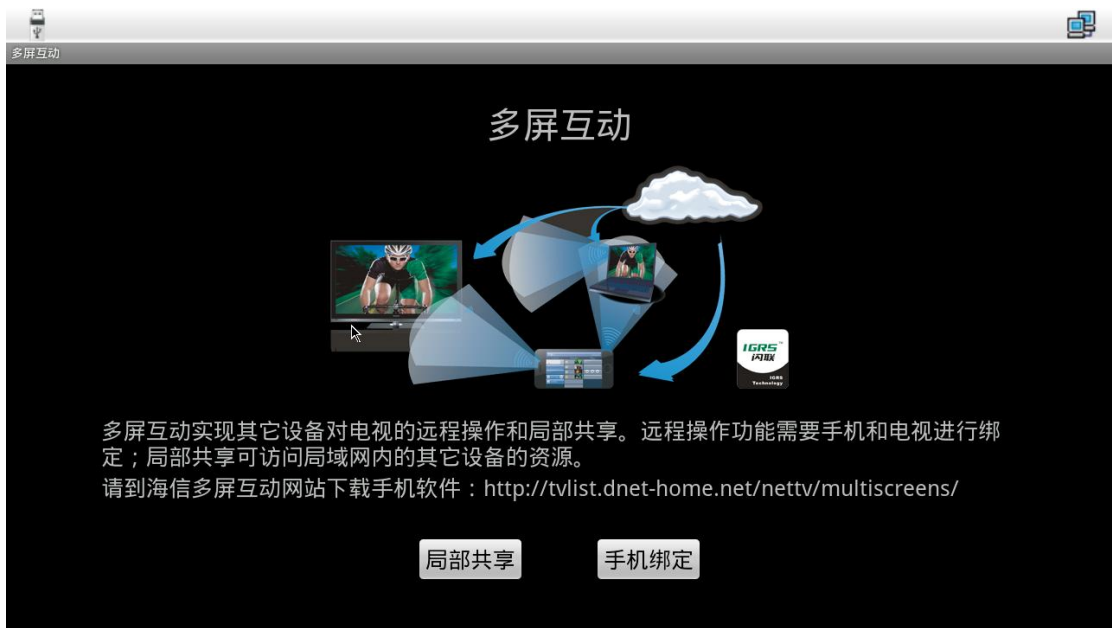 多屏互动
多屏互动
IGRS™
闪联
IGRS
Technology
多屏互动实现其它设备对电视的远程操作和局部共享。远程操作功能需要手机和电视进行绑
定；局部共享可访问局域网内的其它设备的资源。
请到海信多屏互动网站下载手机软件：http://tvlist.dnet-home.net/nettv/multiscreens/
局部共享
手机绑定